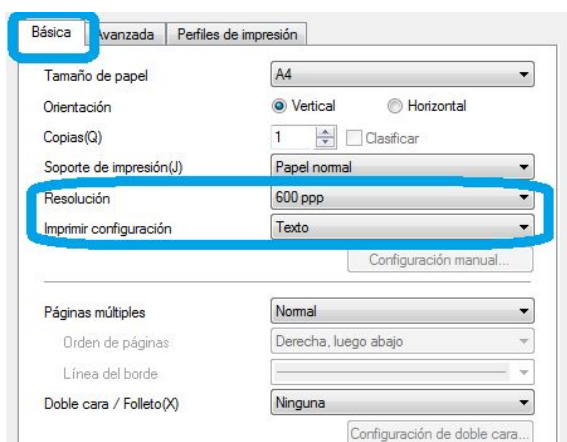 Básica Avanzada Perfiles de impresión
Tamaño de papel A4
Orientación Vertical Horizontal
Copias(Q) 1 Clasificar
Soporte de impresión(J) Papel normal
Resolución 600 ppp
Imprimir configuración Texto
Configuración manual...
Páginas múltiples Normal
Orden de páginas Derecha, luego abajo
Línea del borde
Doble cara / Folleto(X) Ninguna
Configuración de doble cara...